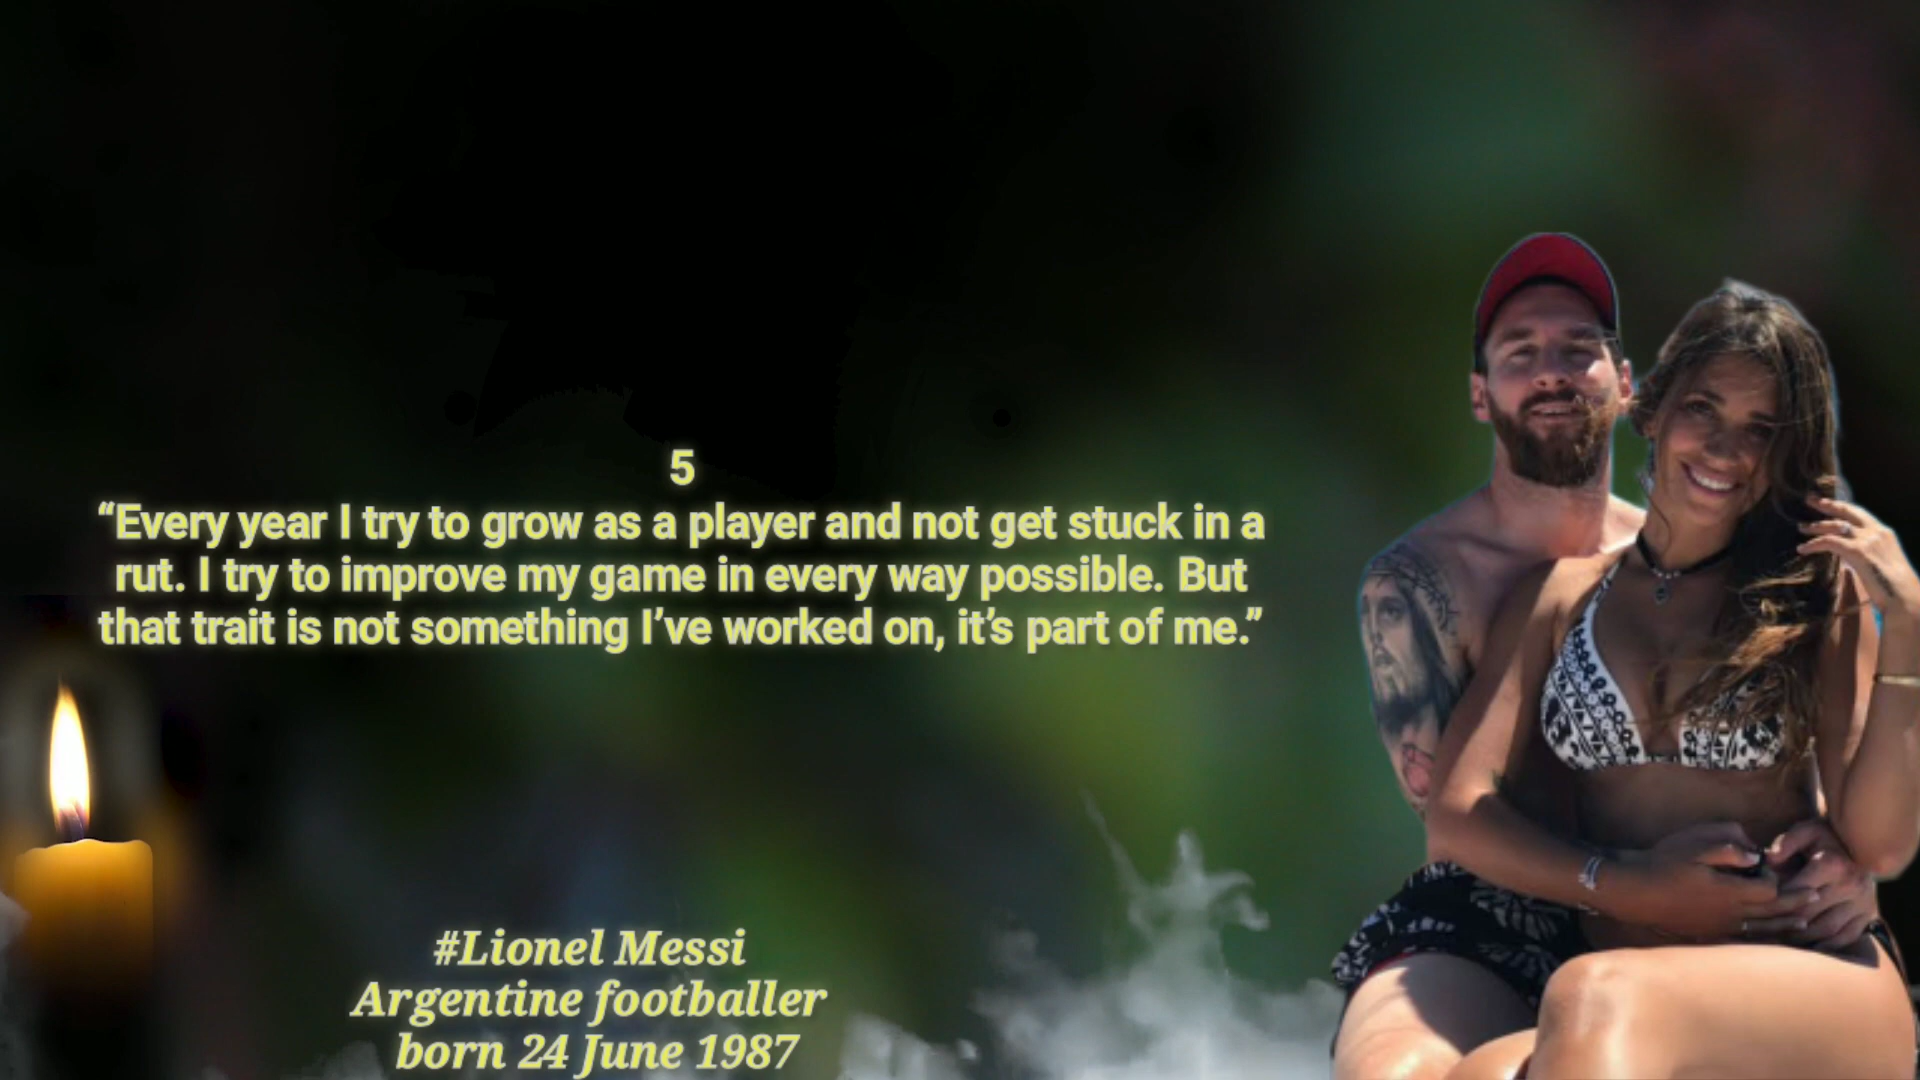 5
“Every year I try to grow as a player and not get stuck in a
rut. I try to improve my game in every way possible. But
that trait is not something I’ve worked on, it’s part of me.”
#Lionel Messi
Argentine footballer
born 24 June 1987